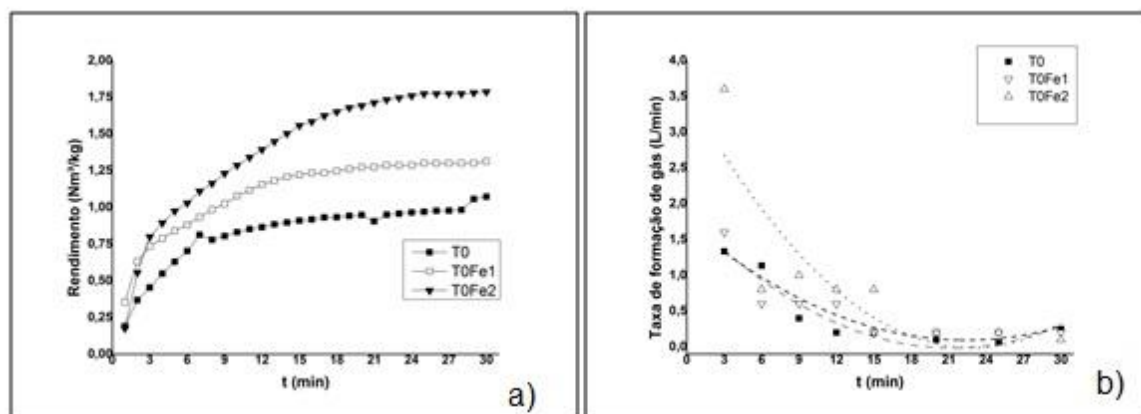 Rendimento (Nm³/kg)
2,00
1,75
1,50
1,25
1,00
0,75
0,50
0,25
0,00
0 3 6 9 12 15 18 21 24 27 30
t (min)
T0
T0Fe1
T0Fe2
a)
Taxa de formação de gás (L/min)
4,0
3,5
3,0
2,5
2,0
1,5
1,0
0,5
0,0
0 3 6 9 12 15 18 21 24 27 30
t (min)
T0
T0Fe1
T0Fe2
b)